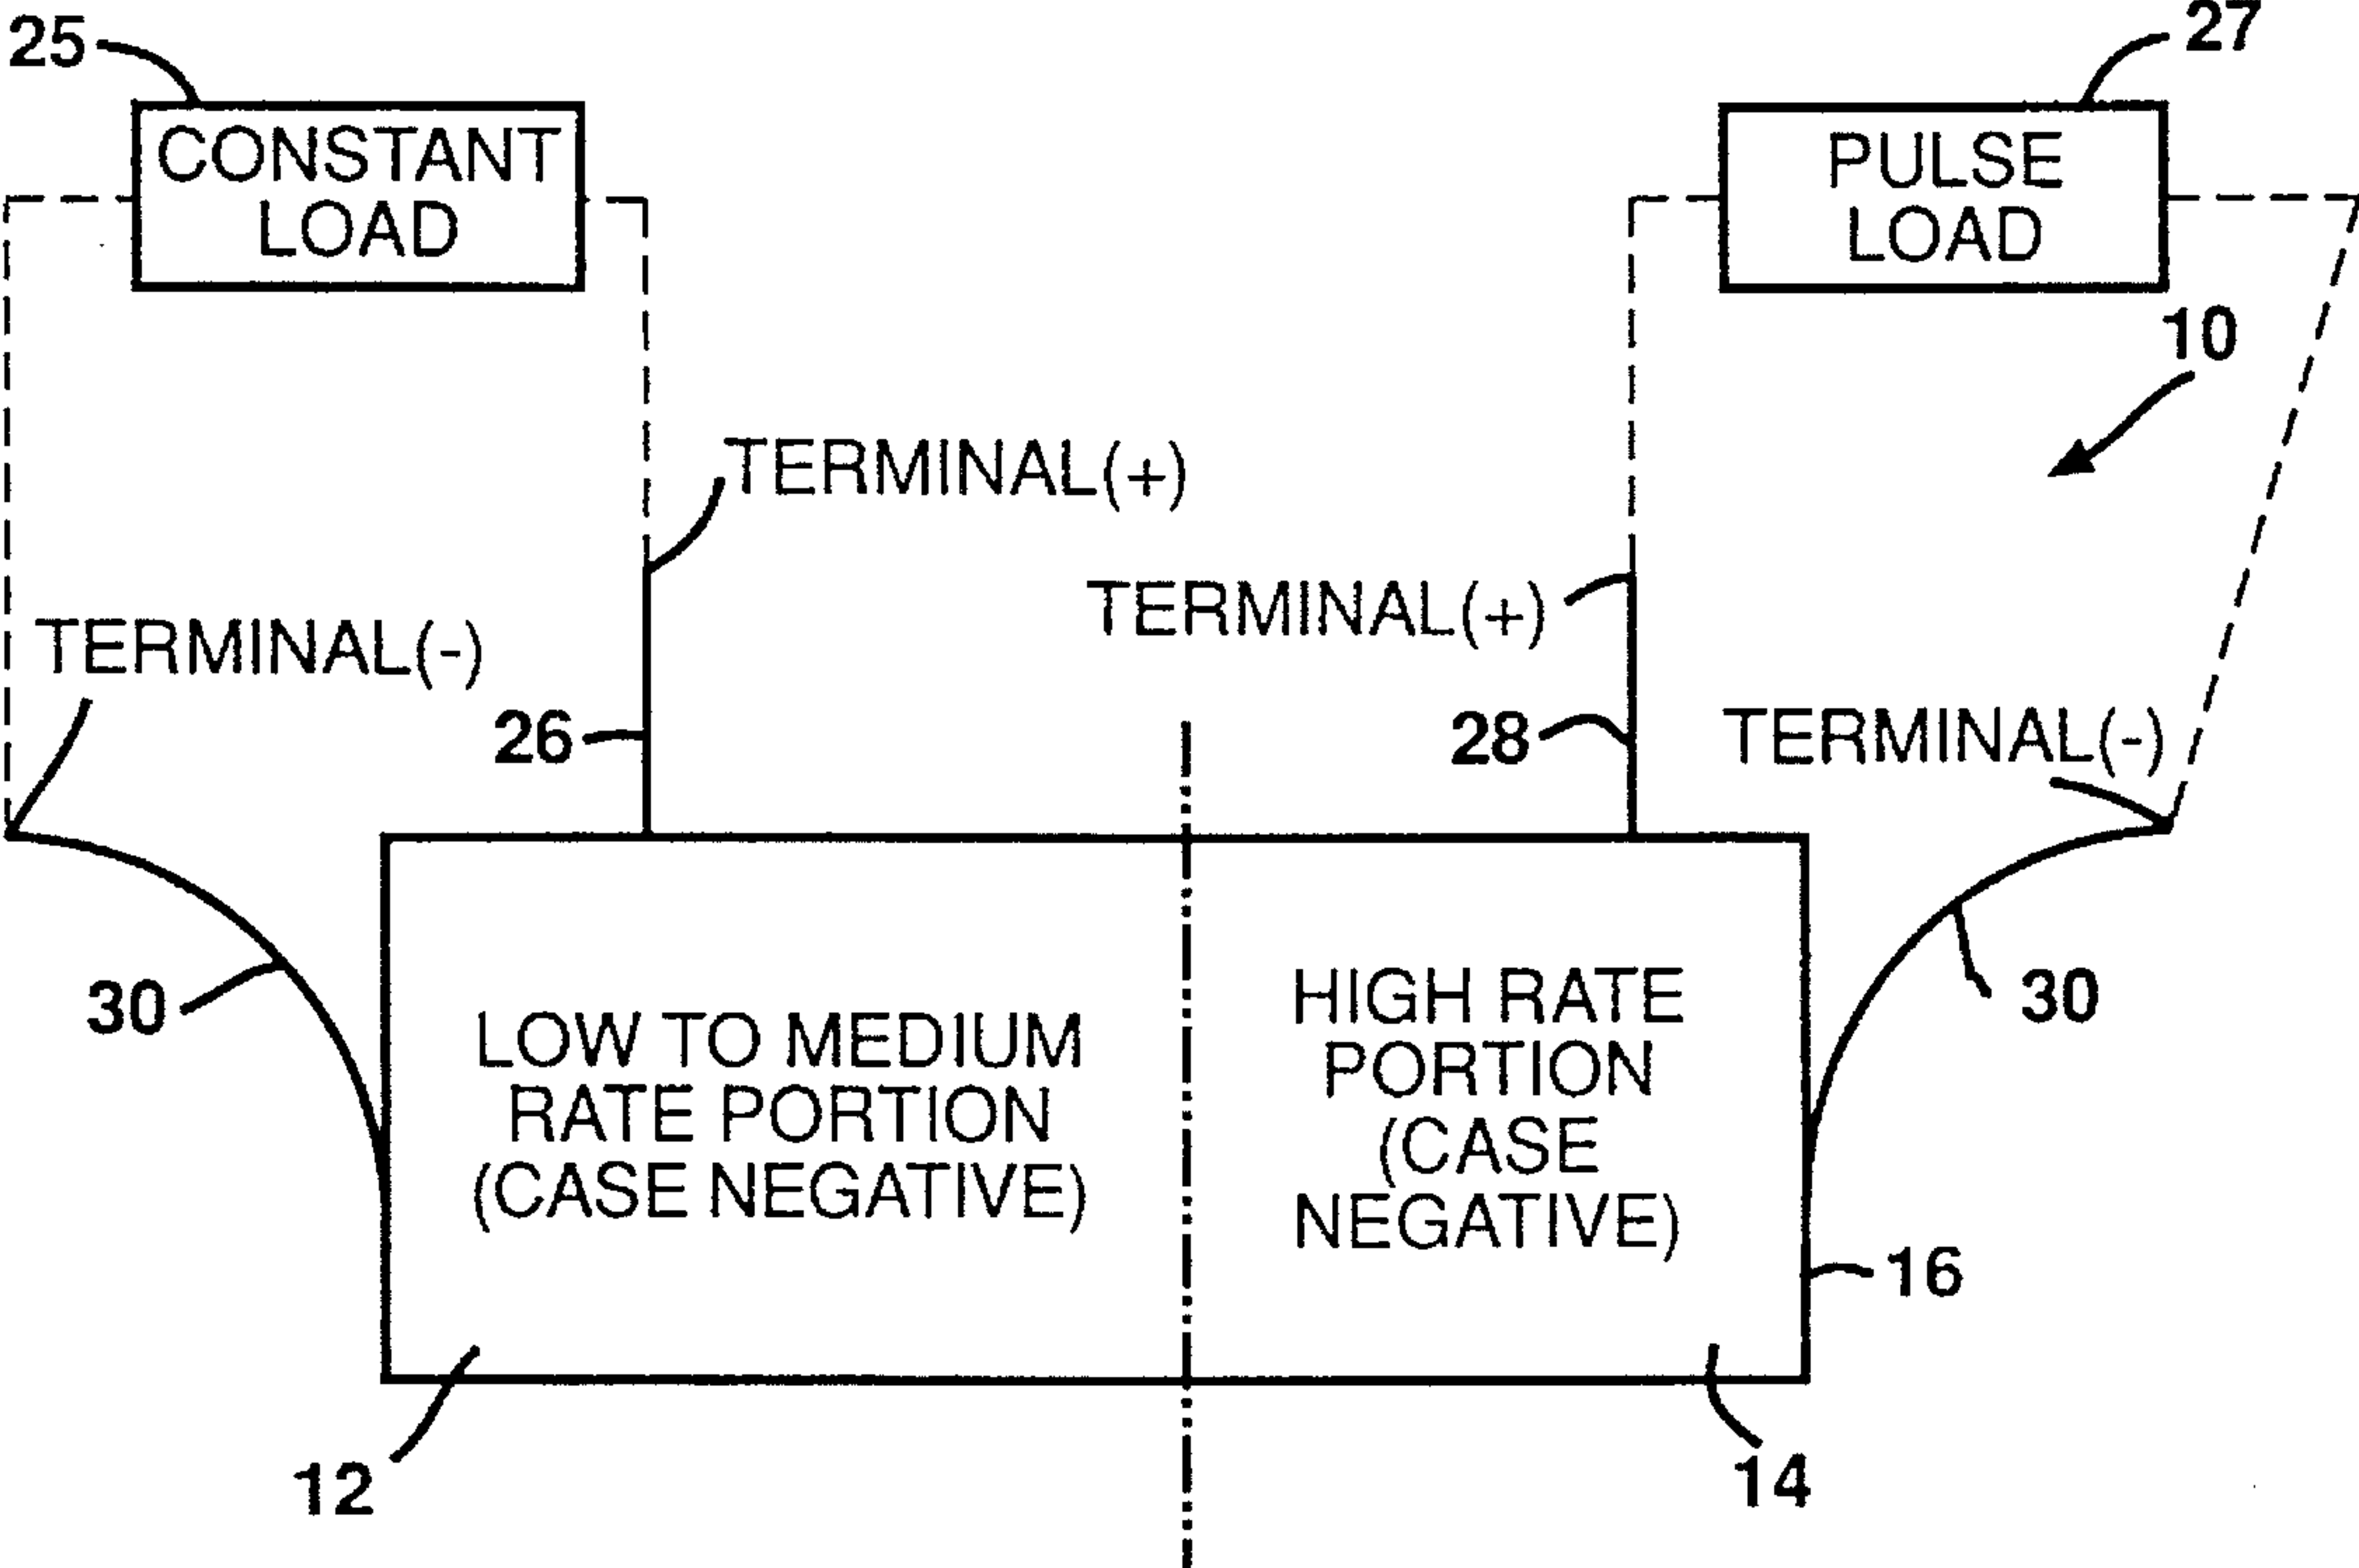 25
27
CONSTANT
LOAD
PULSE
LOAD
10
TERMINAL(+)
TERMINAL(+)
TERMINAL(-)
26
28
TERMINAL(-)
30
30
LOW TO MEDIUM
RATE PORTION
(CASE NEGATIVE)
HIGH RATE
PORTION
(CASE
NEGATIVE)
16
12
14